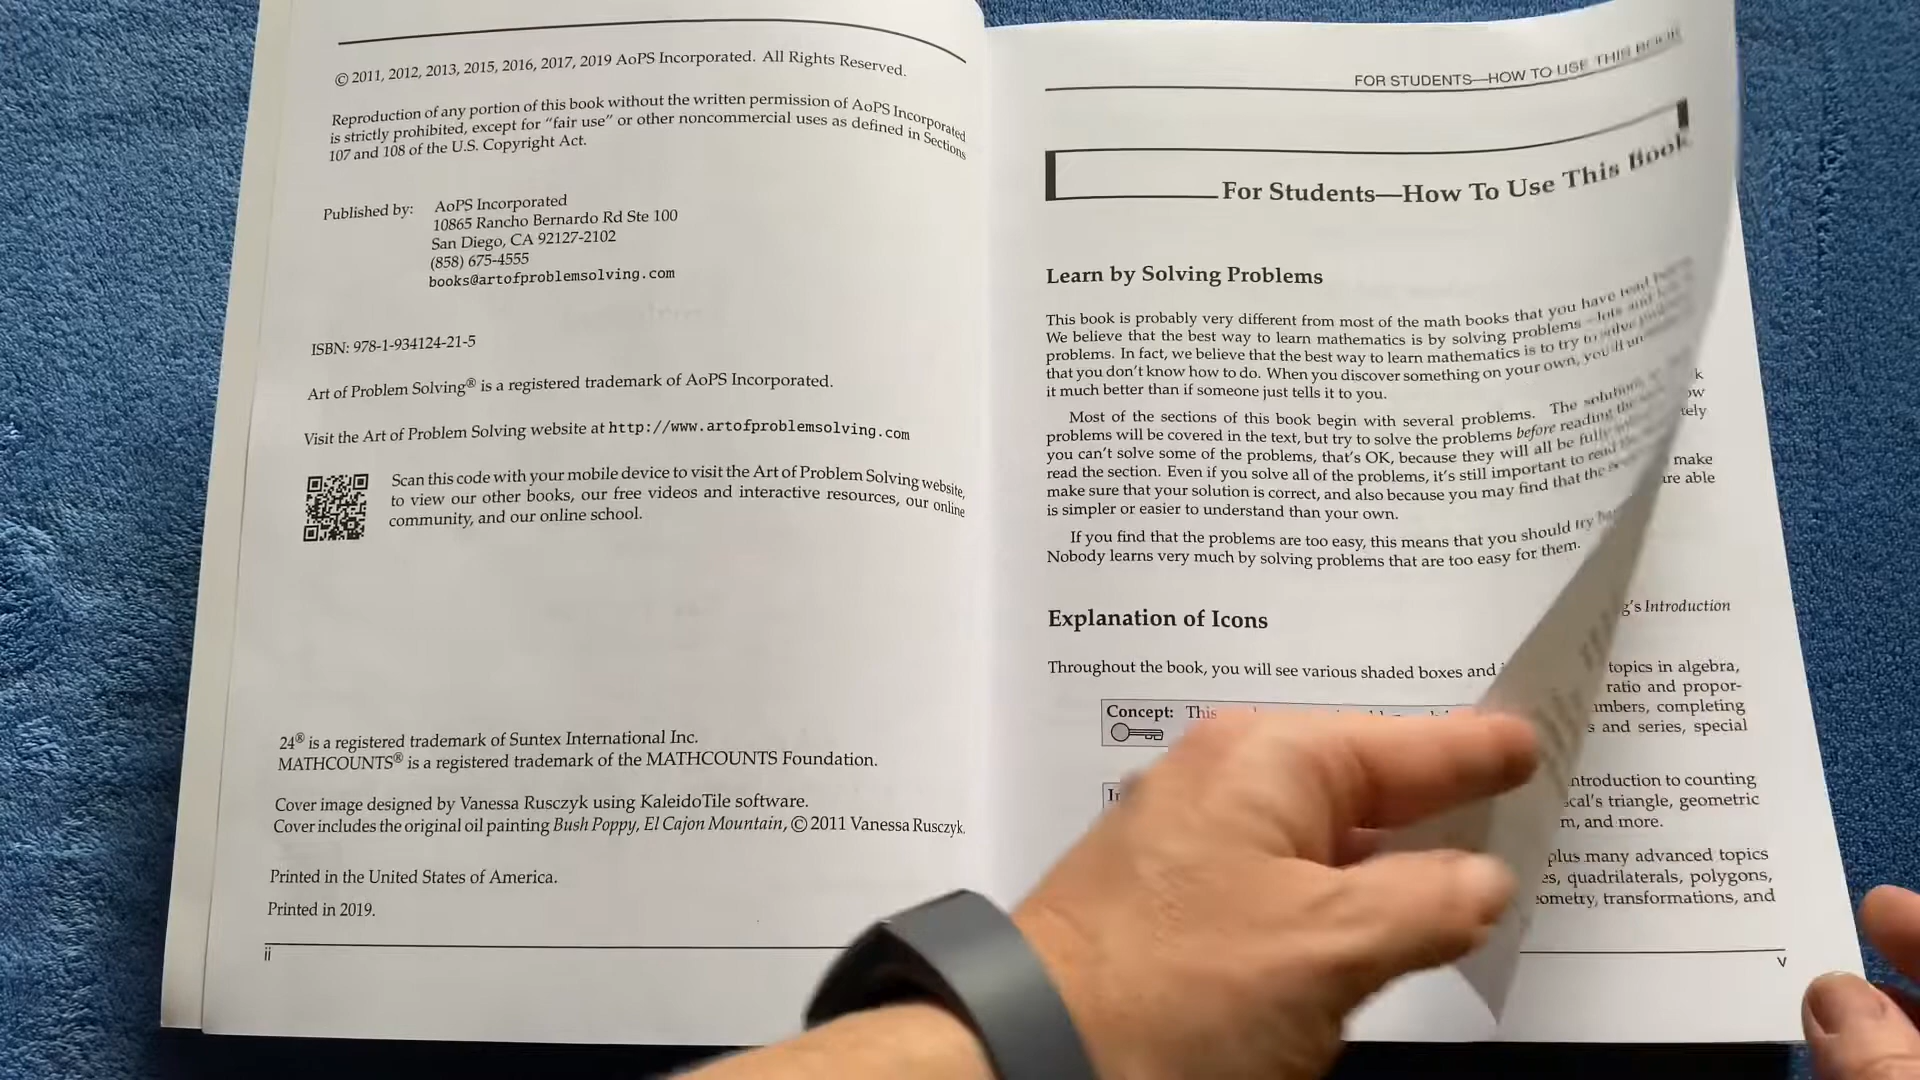 © 2011, 2012, 2013, 2015, 2016, 2017, 2019 AoPS Incorporated. All Rights Reserved.
Reproduction of any portion of this book without the written permission of AoPS Incorporated
is strictly prohibited, except for “fair use” or other noncommercial uses as defined in Sections
107 and 108 of the U.S. Copyright Act.
Published by: AoPS Incorporated
10865 Rancho Bernardo Rd Ste 100
San Diego, CA 92127-2102
(858) 675-4555
books@artofproblemsolving.com
ISBN: 978-1-934124-21-5
Art of Problem Solving® is a registered trademark of AoPS Incorporated.
Visit the Art of Problem Solving website at http://www.artofproblemsolving.com
Scan this code with your mobile device to visit the Art of Problem Solving website,
to view our other books, our free videos and interactive resources, our online
community, and our online school.
24® is a registered trademark of Suntex International Inc.
MATHCOUNTS® is a registered trademark of the MATHCOUNTS Foundation.
Cover image designed by Vanessa Rusczyk using KaleidoTile software.
Cover includes the original oil painting Bush Poppy, El Cajon Mountain, © 2011 Vanessa Rusczyk.
Printed in the United States of America.
Printed in 2019.
ii
FOR STUDENTS—HOW TO USE THIS BOOK
For Students—How To Use This Book
Learn by Solving Problems
This book is probably very different from most of the math books that you have read
We believe that the best way to learn mathematics is by solving problems – lots and
problems. In fact, we believe that the best way to learn mathematics is to try to solve
that you don’t know how to do. When you discover something on your own, you’ll
it much better than if someone just tells it to you.
Most of the sections of this book begin with several problems. The solutions
problems will be covered in the text, but try to solve the problems before reading the
you can’t solve some of the problems, that’s OK, because they will all be fully
read the section. Even if you solve all of the problems, it’s still important to read
make sure that your solution is correct, and also because you may find that the
is simpler or easier to understand than your own.
If you find that the problems are too easy, this means that you should try
Nobody learns very much by solving problems that are too easy for them.
Explanation of Icons
Throughout the book, you will see various shaded boxes and
Concept: This
make
able
g’s Introduction
topics in algebra,
ratio and propor-
mbers, completing
s and series, special
ntroduction to counting
scal’s triangle, geometric
m, and more.
plus many advanced topics
es, quadrilaterals, polygons,
eometry, transformations, and
v